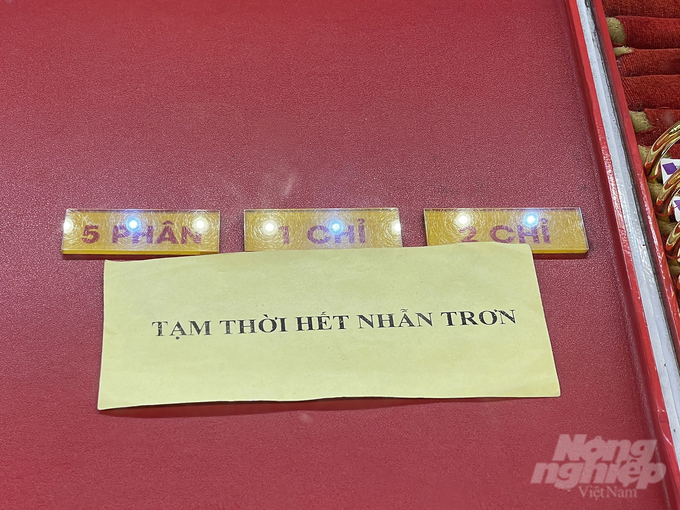 5 PHÂN
1 CHỈ
2 CHỈ
TẠM THỜI HẾT NHẪN TRƠN
Nông
nghiệp
Việt Nam